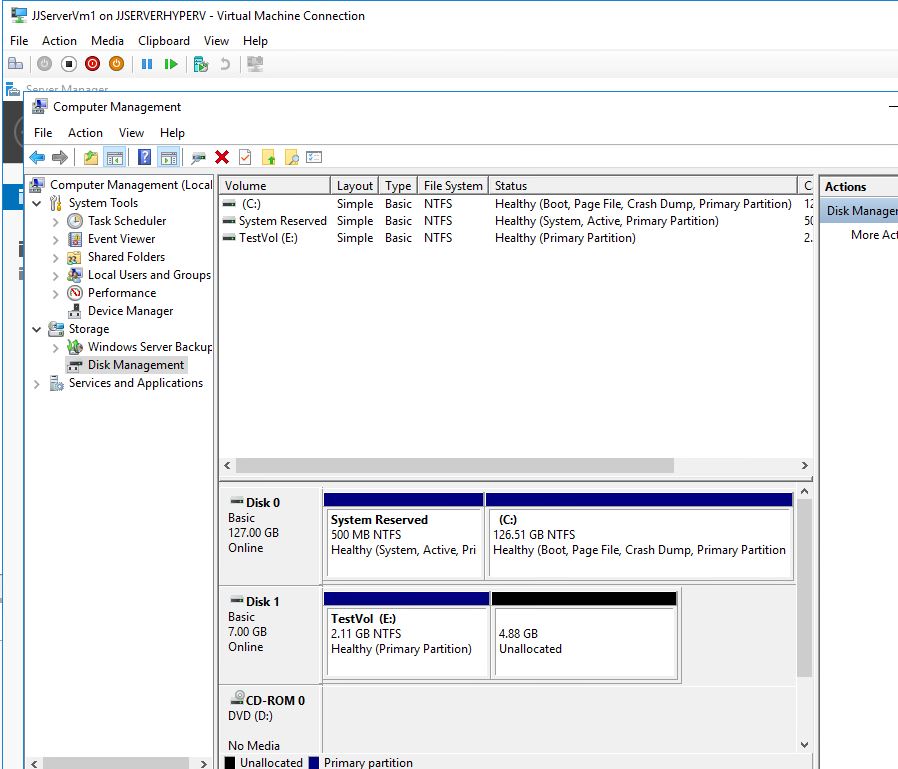 JJServerVm1 on JJSERVERHYPERV - Virtual Machine Connection
File Action Media Clipboard View Help
Server Manager
Computer Management
File Action View Help
Computer Management (Local
System Tools
Task Scheduler
Event Viewer
Shared Folders
Local Users and Groups
Performance
Device Manager
Storage
Windows Server Backup
Disk Management
Services and Applications
Volume Layout Type File System Status C
(C:) Simple Basic NTFS Healthy (Boot, Page File, Crash Dump, Primary Partition) 12
System Reserved Simple Basic NTFS Healthy (System, Active, Primary Partition) 50
TestVol (E:) Simple Basic NTFS Healthy (Primary Partition) 2.
Disk 0
Basic
127.00 GB
Online
System Reserved
500 MB NTFS
Healthy (System, Active, Pri
(C:)
126.51 GB NTFS
Healthy (Boot, Page File, Crash Dump, Primary Partition
Disk 1
Basic
7.00 GB
Online
TestVol (E:)
2.11 GB NTFS
Healthy (Primary Partition)
4.88 GB
Unallocated
CD-ROM 0
DVD (D:)
No Media
Unallocated Primary partition
Actions
Disk Manager
More Act